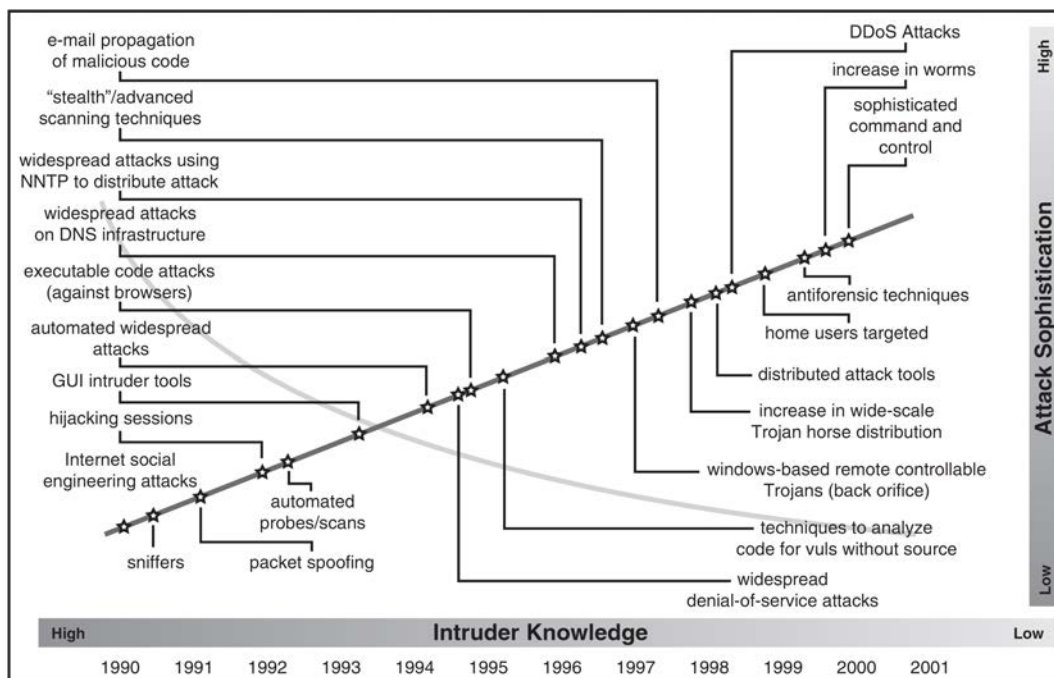 e-mail propagation
of malicious code
“stealth”/advanced
scanning techniques
widespread attacks using
NNTP to distribute attack
widespread attacks
on DNS infrastructure
executable code attacks
(against browsers)
automated widespread
attacks
GUI intruder tools
hijacking sessions
Internet social
engineering attacks
sniffers
packet spoofing
automated
probes/scans
DDoS Attacks
increase in worms
sophisticated
command and
control
antiforensic techniques
home users targeted
distributed attack tools
increase in wide-scale
Trojan horse distribution
windows-based remote controllable
Trojans (back orifice)
techniques to analyze
code for vuls without source
widespread
denial-of-service attacks
High
Attack Sophistication
Low
High Intruder Knowledge Low
1990 1991 1992 1993 1994 1995 1996 1997 1998 1999 2000 2001